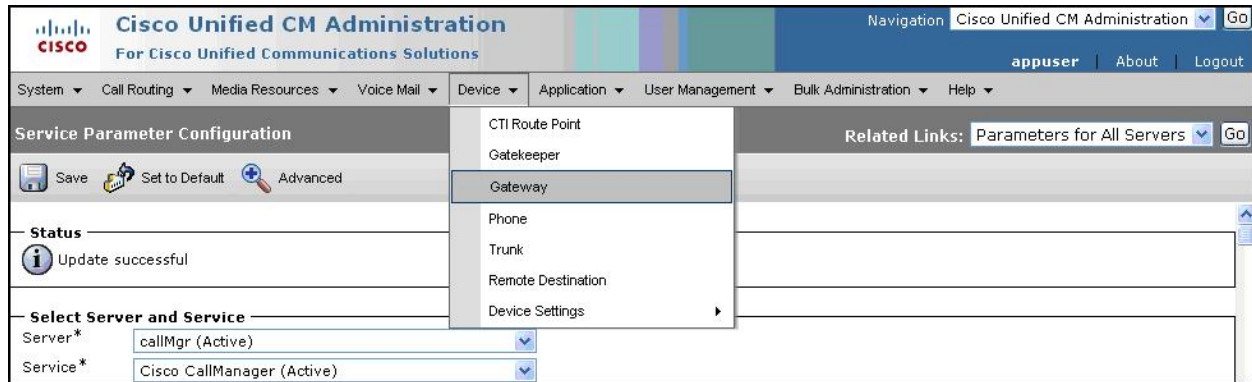 Cisco Unified CM Administration
For Cisco Unified Communications Solutions
CISCO
Navigation Cisco Unified CM Administration Go
appuser | About | Logout
System Call Routing Media Resources Voice Mail Device Application User Management Bulk Administration Help
Service Parameter Configuration
Related Links: Parameters for All Servers Go
Save Set to Default Advanced
CTI Route Point
Gatekeeper
Gateway
Phone
Trunk
Remote Destination
Device Settings
Status
i Update successful
Select Server and Service
Server* callMgr (Active)
Service* Cisco CallManager (Active)